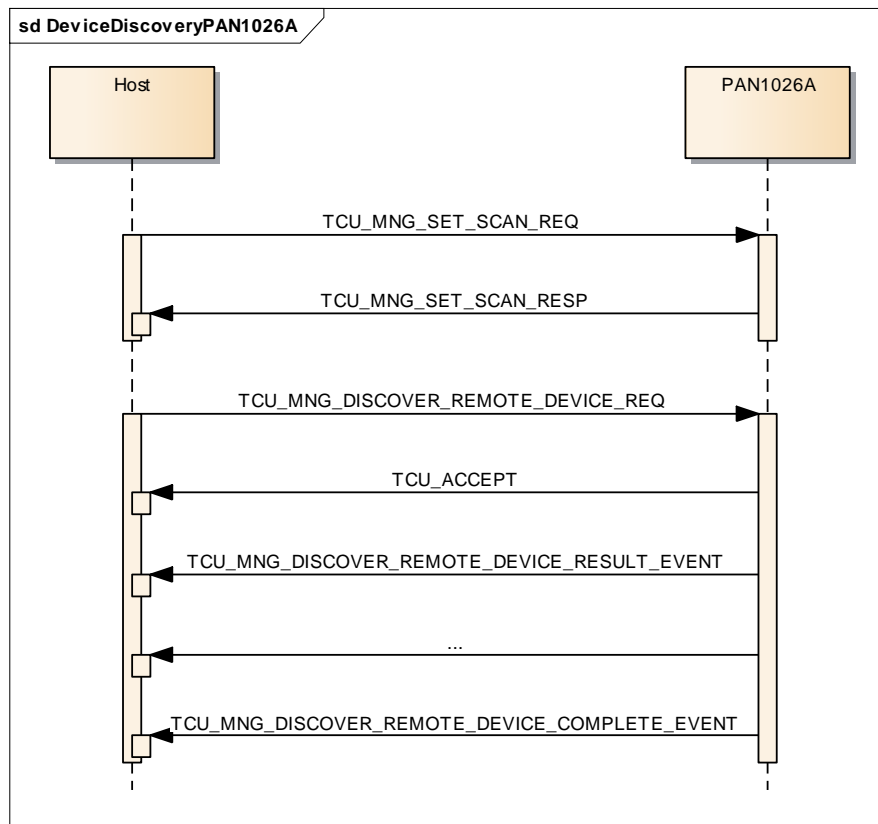 sd DeviceDiscoveryPAN1026A
Host
PAN1026A
TCU_MNG_SET_SCAN_REQ
TCU_MNG_SET_SCAN_RESP
TCU_MNG_DISCOVER_REMOTE_DEVICE_REQ
TCU_ACCEPT
TCU_MNG_DISCOVER_REMOTE_DEVICE_RESULT_EVENT
...
TCU_MNG_DISCOVER_REMOTE_DEVICE_COMPLETE_EVENT